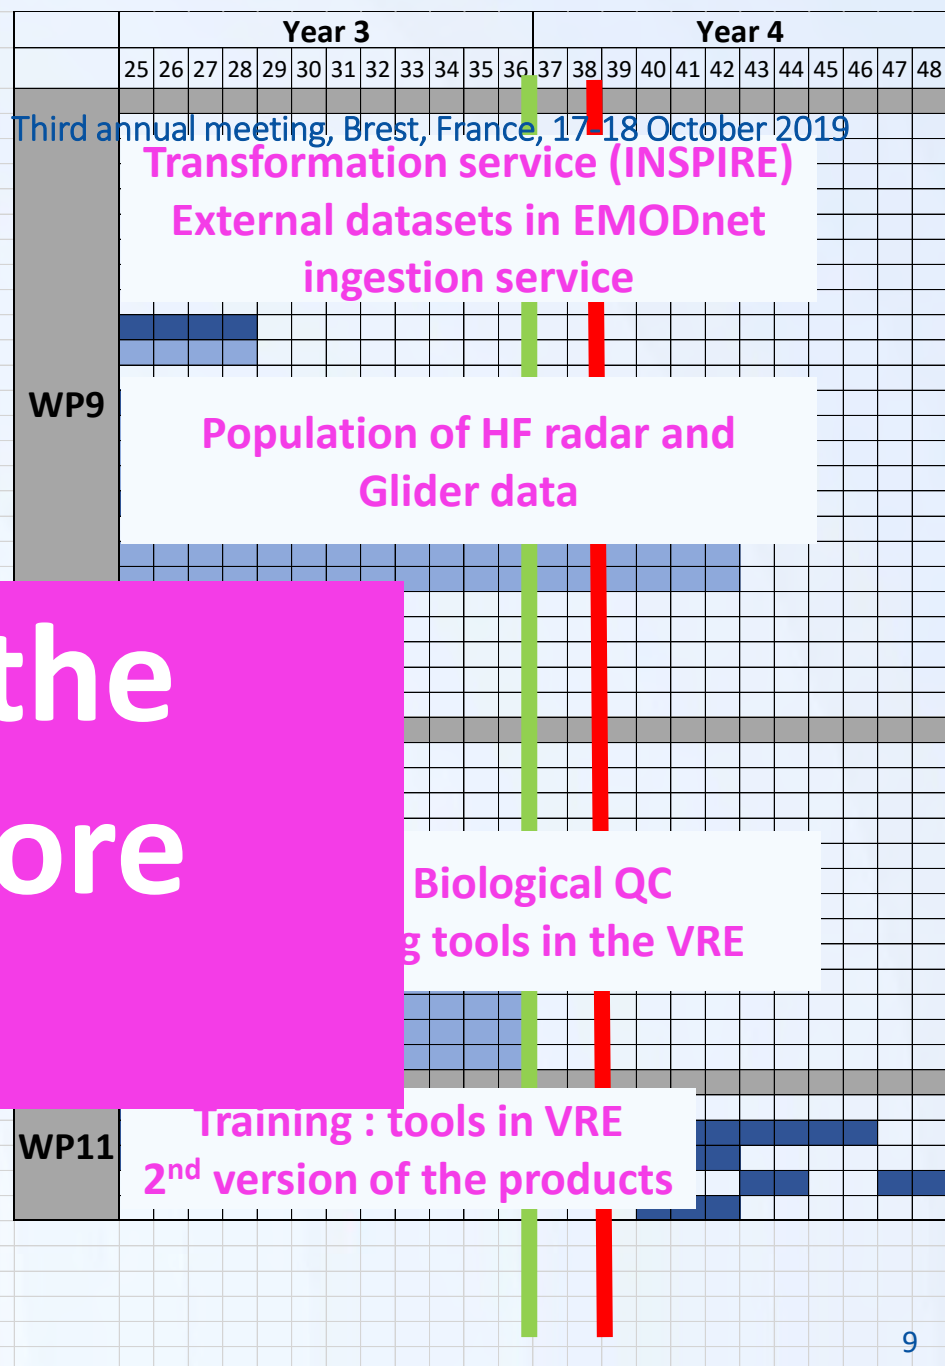 Year 3 Year 4
25 26 27 28 29 30 31 32 33 34 35 36 37 38 39 40 41 42 43 44 45 46 47 48
Third annual meeting, Brest, France, 17-18 October 2019
Transformation service (INSPIRE)
External datasets in EMODnet
ingestion service
WP9
Population of HF radar and
Glider data
the
ore
Biological QC
g tools in the VRE
Training : tools in VRE
WP11
2nd version of the products
9